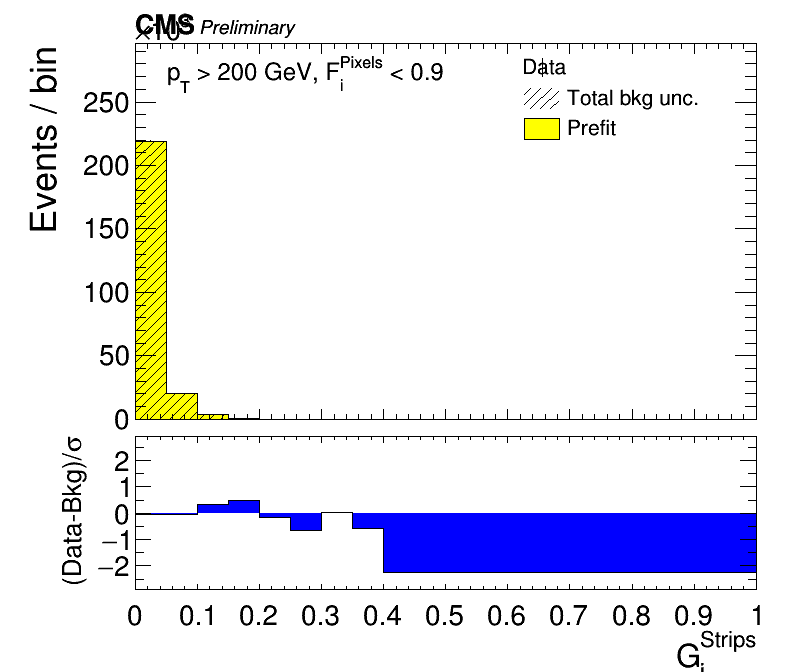 CMS Preliminary
×10³
Events / bin
p_T > 200 GeV, F_i^Pixels < 0.9
Data
Total bkg unc.
Prefit
250
200
150
100
50
0
(Data-Bkg)/σ
2
1
0
−1
−2
0 0.1 0.2 0.3 0.4 0.5 0.6 0.7 0.8 0.9 1
G_i^Strips